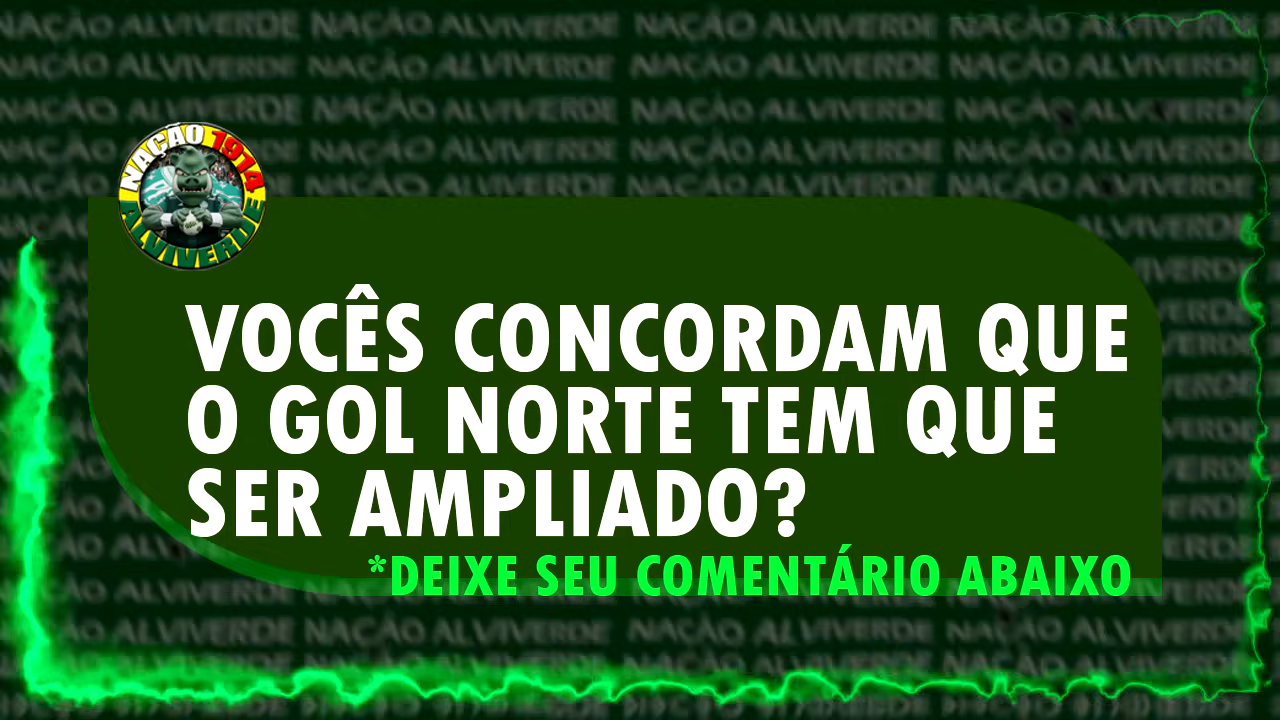 NAÇÃO ALVIVERDE NAÇÃO ALVIVERDE NAÇÃO ALVIVERDE NAÇÃO ALVIVERDE
NAÇÃO 1914
ALVIVERDE
VOCÊS CONCORDAM QUE
O GOL NORTE TEM QUE
SER AMPLIADO?
*DEIXE SEU COMENTÁRIO ABAIXO